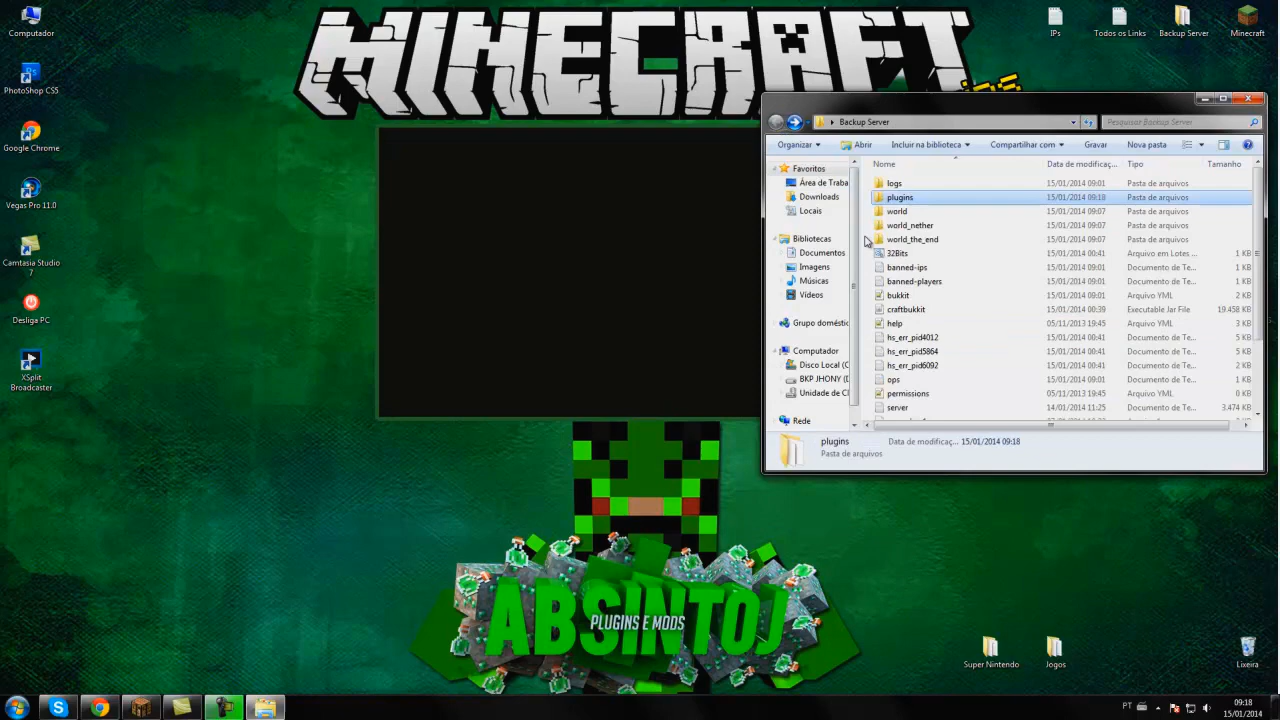 Computador
PhotoShop CS5
Google Chrome
Vegas Pro 11.0
Camtasia Studio
7
Desliga PC
XSplit
Broadcaster
MINECRAFT
IPs
Todos os Links
Backup Server
Minecraft
Backup Server
Pesquisar Backup Server
Organizar
Abrir
Incluir na biblioteca
Compartilhar com
Gravar
Nova pasta
Favoritos
Área de Traba
Downloads
Locais
Bibliotecas
Documentos
Imagens
Músicas
Vídeos
Grupo domésti
Computador
Disco Local (C
BKP JHONY (I
Unidade de CI
Rede
Nome Data de modificaç... Tipo Tamanho
logs 15/01/2014 09:01 Pasta de arquivos
plugins 15/01/2014 09:18 Pasta de arquivos
world 15/01/2014 09:07 Pasta de arquivos
world_nether 15/01/2014 09:07 Pasta de arquivos
world_the_end 15/01/2014 09:07 Pasta de arquivos
32Bits 15/01/2014 00:41 Arquivo em Lotes ... 1 KB
banned-ips 15/01/2014 09:01 Documento de Te... 1 KB
banned-players 15/01/2014 09:01 Documento de Te... 1 KB
bukkit 15/01/2014 09:01 Arquivo YML 2 KB
craftbukkit 15/01/2014 00:39 Executable Jar File 19.458 KB
help 05/11/2013 19:45 Arquivo YML 3 KB
hs_err_pid4012 15/01/2014 00:41 Documento de Te... 5 KB
hs_err_pid5864 15/01/2014 00:41 Documento de Te... 5 KB
hs_err_pid6092 15/01/2014 00:41 Documento de Te... 2 KB
ops 15/01/2014 09:01 Documento de Te... 1 KB
permissions 05/11/2013 19:45 Arquivo YML 0 KB
server 14/01/2014 11:25 Documento de Te... 3.474 KB
plugins Data de modificaç... 15/01/2014 09:18
Pasta de arquivos
ABSINTOJ
PLUGINS E MODS
Super Nintendo
Jogos
Lixeira
PT
09:18
15/01/2014